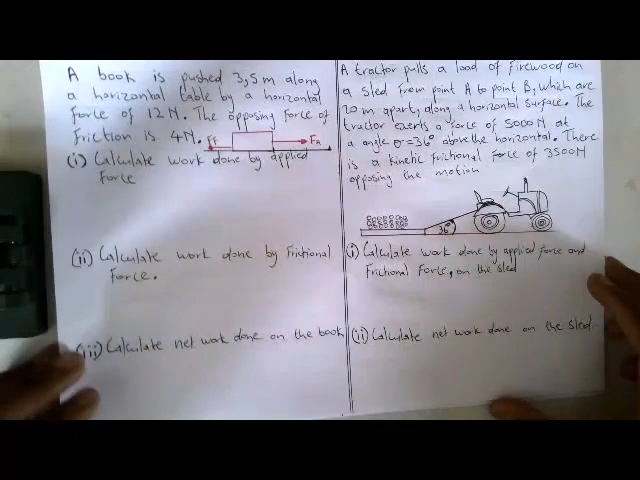 A book is pushed 3,5 m along
a horizontal table by a horizontal
force of 12 N. The opposing force of
friction is 4N.
Ff
FA
(i) Calculate work done by applied
force
(ii) Calculate work done by frictional
force.
(iii) Calculate net work done on the book
A tractor pulls a load of firewood on
a sled from point A to point B, which are
20 m apart, along a horizontal surface. The
tractor exerts a force of 5000N at
a angle θ=36° above the horizontal. There
is a kinetic frictional force of 3500N
opposing the motion
36°
(i) Calculate work done by applied force and
frictional force, on the sled
(ii) Calculate net work done on the sled.